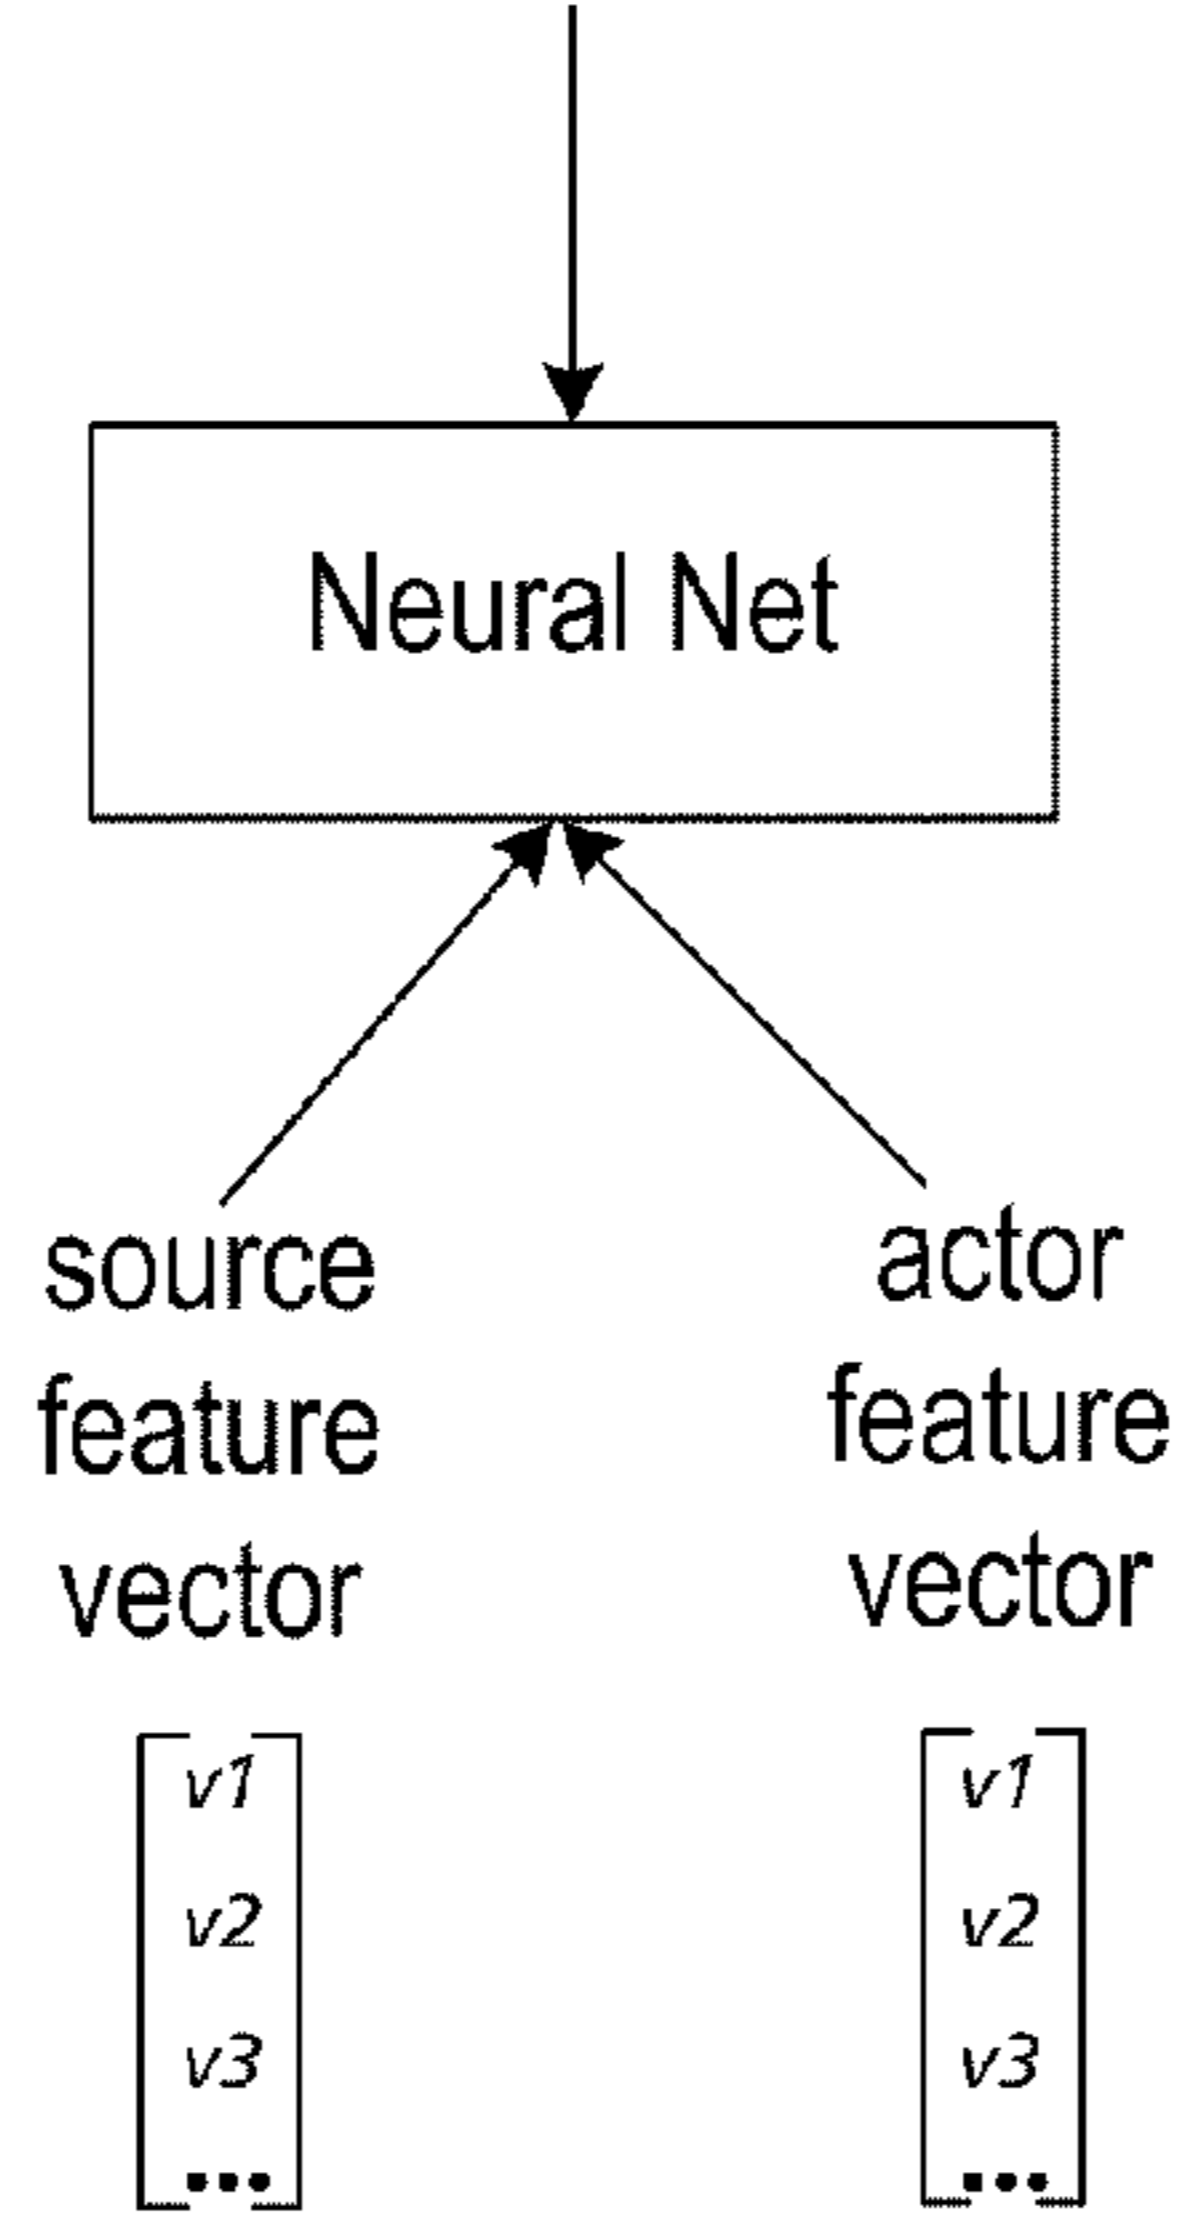 Neural Net
source
feature
vector
v1
v2
v3
...
actor
feature
vector
v1
v2
v3
...